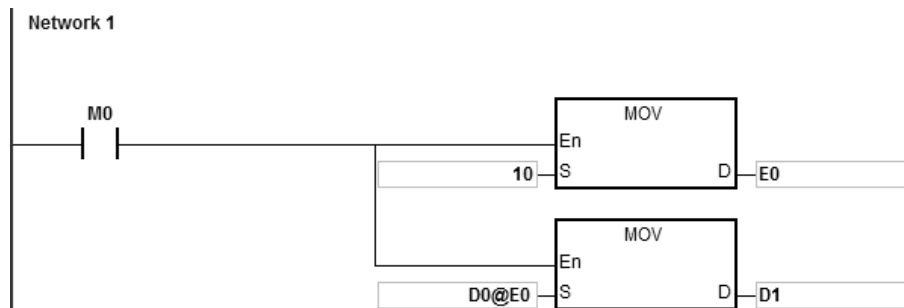 Network 1
M0
MOV
En
10 S D E0
MOV
En
D0@E0 S D D1